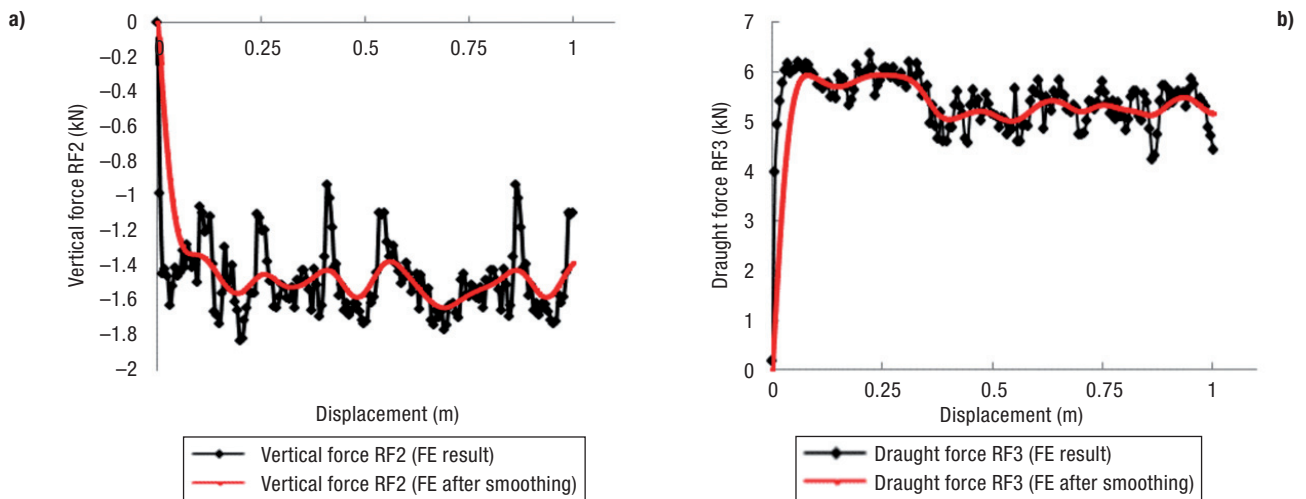 a)
0
0.25
0.5
0.75
1
0
–0.2
–0.4
–0.6
–0.8
–1
–1.2
–1.4
–1.6
–1.8
–2
Vertical force RF2 (kN)
Displacement (m)
Vertical force RF2 (FE result)
Vertical force RF2 (FE after smoothing)
b)
7
6
5
4
3
2
1
0
Draught force RF3 (kN)
0
0.25
0.5
0.75
1
Displacement (m)
Draught force RF3 (FE result)
Draught force RF3 (FE after smoothing)